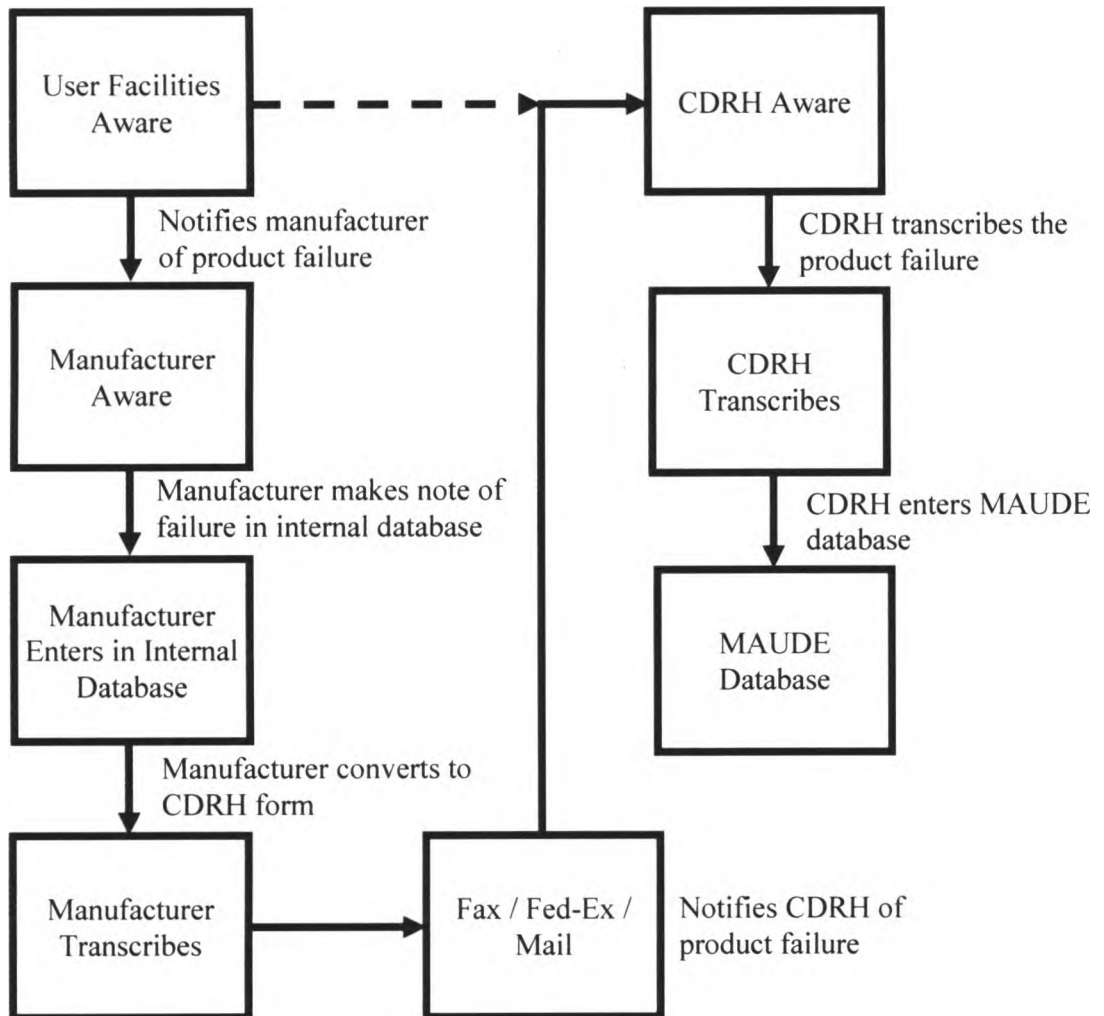 User Facilities
Aware
Notifies manufacturer
of product failure
Manufacturer
Aware
Manufacturer makes note of
failure in internal database
Manufacturer
Enters in Internal
Database
Manufacturer converts to
CDRH form
Manufacturer
Transcribes
Fax / Fed-Ex /
Mail
Notifies CDRH of
product failure
CDRH Aware
CDRH transcribes the
product failure
CDRH
Transcribes
CDRH enters MAUDE
database
MAUDE
Database